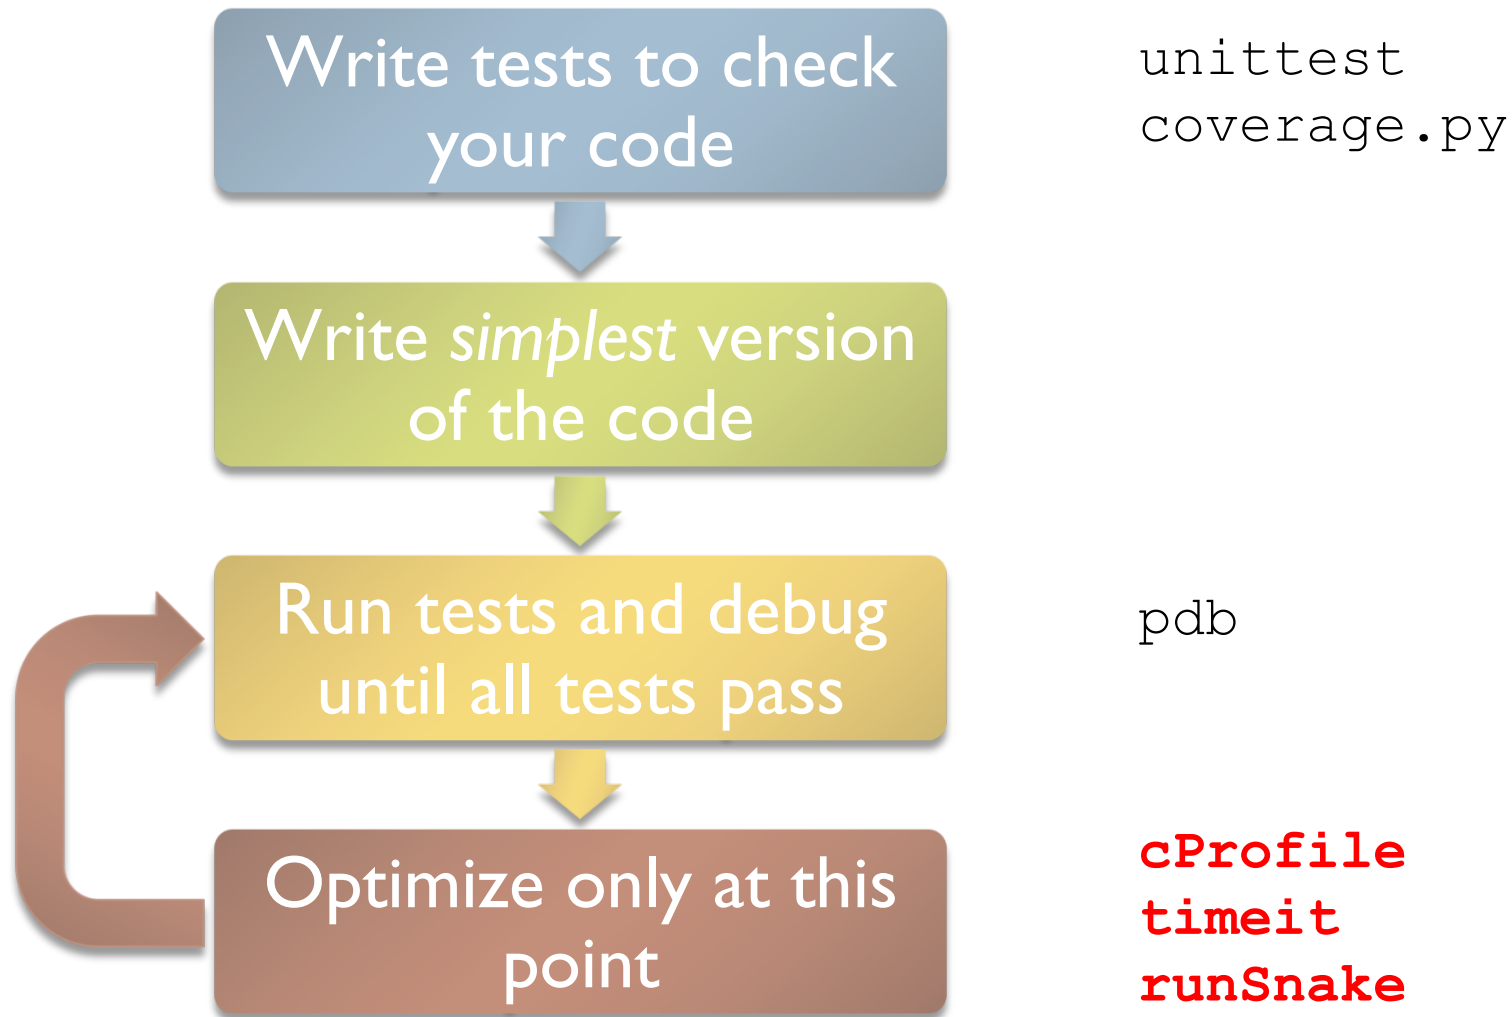 Write tests to check
your code
unittest
coverage.py
Write simplest version
of the code
Run tests and debug
until all tests pass
pdb
Optimize only at this
point
cProfile
timeit
runSnake